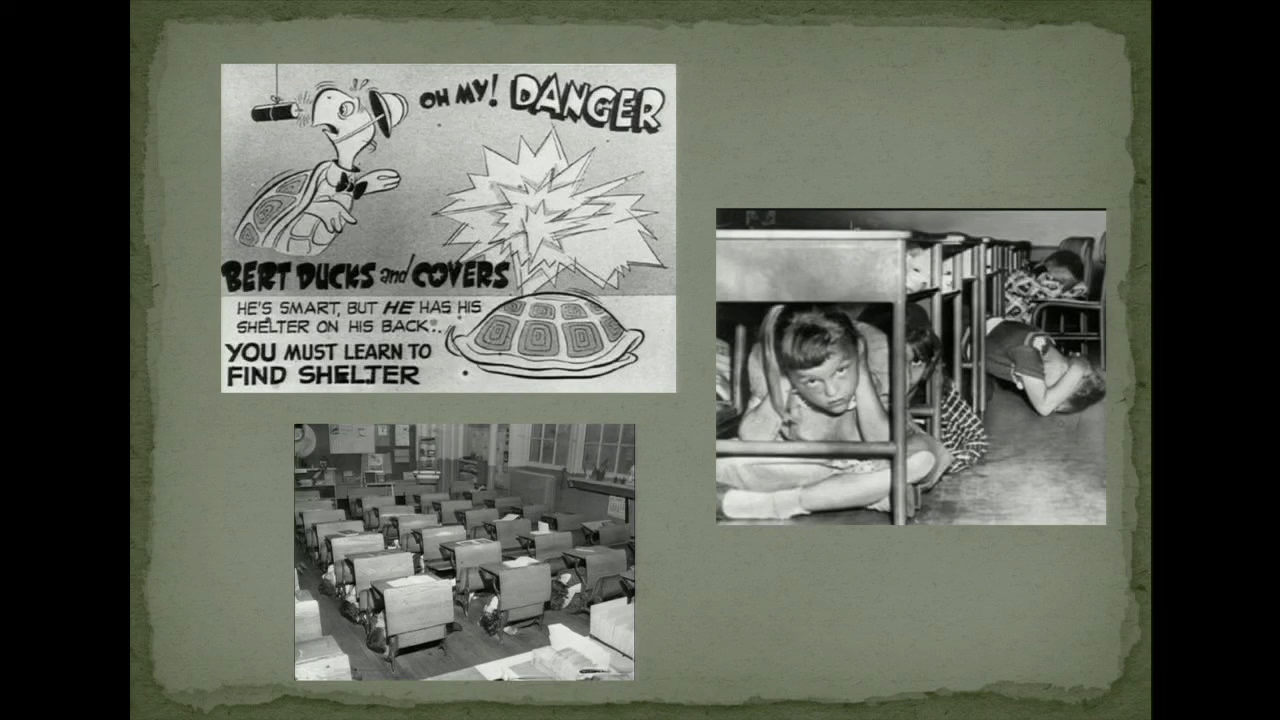 OH MY! DANGER
BERT DUCKS and COVERS
HE'S SMART, BUT HE HAS HIS
SHELTER ON HIS BACK..
YOU MUST LEARN TO
FIND SHELTER